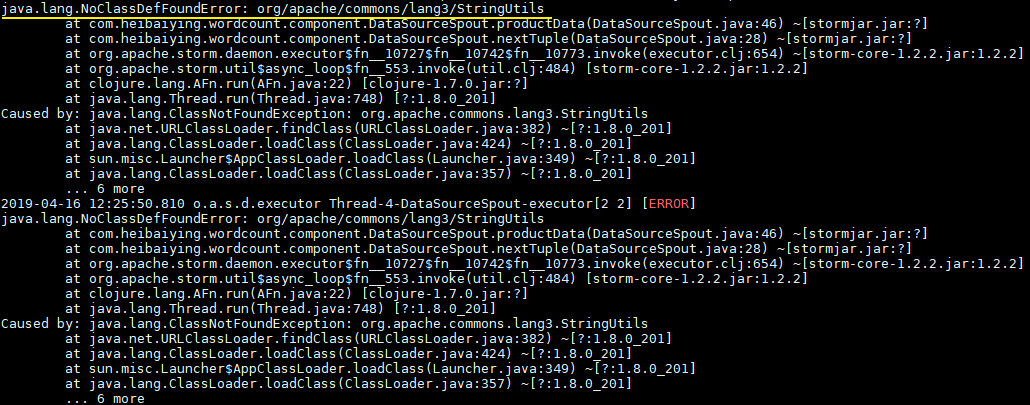 java.lang.NoClassDefFoundError: org/apache/commons/lang3/StringUtils
at com.heibaiying.wordcount.component.DataSourceSpout.productData(DataSourceSpout.java:46) ~[stormjar.jar:?]
at com.heibaiying.wordcount.component.DataSourceSpout.nextTuple(DataSourceSpout.java:28) ~[stormjar.jar:?]
at org.apache.storm.daemon.executor$fn__10727$fn__10742$fn__10773.invoke(executor.clj:654) ~[storm-core-1.2.2.jar:1.2.2]
at org.apache.storm.util$async_loop$fn__553.invoke(util.clj:484) [storm-core-1.2.2.jar:1.2.2]
at clojure.lang.AFn.run(AFn.java:22) [clojure-1.7.0.jar:?]
at java.lang.Thread.run(Thread.java:748) [?:1.8.0_201]
Caused by: java.lang.ClassNotFoundException: org.apache.commons.lang3.StringUtils
at java.net.URLClassLoader.findClass(URLClassLoader.java:382) ~[?:1.8.0_201]
at java.lang.ClassLoader.loadClass(ClassLoader.java:424) ~[?:1.8.0_201]
at sun.misc.Launcher$AppClassLoader.loadClass(Launcher.java:349) ~[?:1.8.0_201]
at java.lang.ClassLoader.loadClass(ClassLoader.java:357) ~[?:1.8.0_201]
... 6 more
2019-04-16 12:25:50.810 o.a.s.d.executor Thread-4-DataSourceSpout-executor[2 2] [ERROR]
java.lang.NoClassDefFoundError: org/apache/commons/lang3/StringUtils
at com.heibaiying.wordcount.component.DataSourceSpout.productData(DataSourceSpout.java:46) ~[stormjar.jar:?]
at com.heibaiying.wordcount.component.DataSourceSpout.nextTuple(DataSourceSpout.java:28) ~[stormjar.jar:?]
at org.apache.storm.daemon.executor$fn__10727$fn__10742$fn__10773.invoke(executor.clj:654) ~[storm-core-1.2.2.jar:1.2.2]
at org.apache.storm.util$async_loop$fn__553.invoke(util.clj:484) [storm-core-1.2.2.jar:1.2.2]
at clojure.lang.AFn.run(AFn.java:22) [clojure-1.7.0.jar:?]
at java.lang.Thread.run(Thread.java:748) [?:1.8.0_201]
Caused by: java.lang.ClassNotFoundException: org.apache.commons.lang3.StringUtils
at java.net.URLClassLoader.findClass(URLClassLoader.java:382) ~[?:1.8.0_201]
at java.lang.ClassLoader.loadClass(ClassLoader.java:424) ~[?:1.8.0_201]
at sun.misc.Launcher$AppClassLoader.loadClass(Launcher.java:349) ~[?:1.8.0_201]
at java.lang.ClassLoader.loadClass(ClassLoader.java:357) ~[?:1.8.0_201]
... 6 more